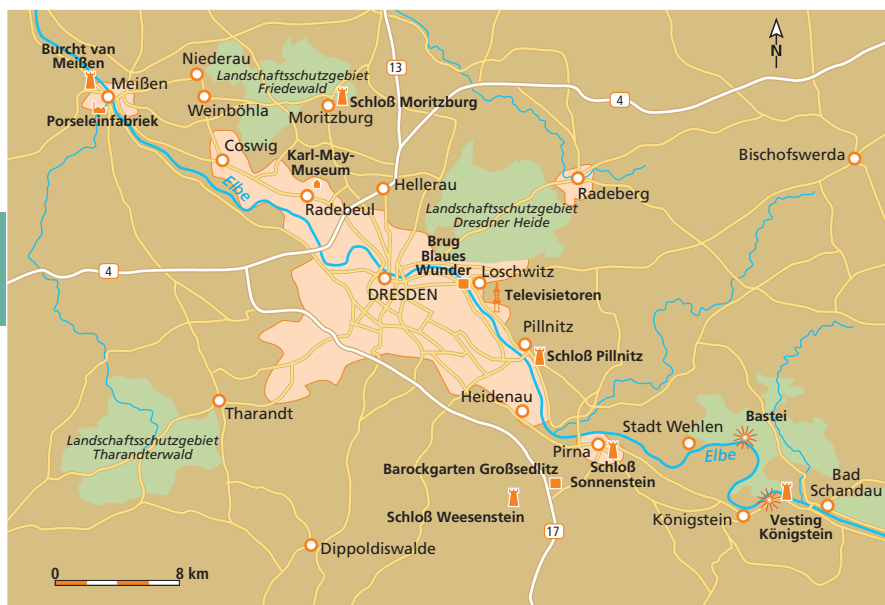 Burcht van
Meißen
Meißen
Porseleinfabriek
Niederau
Weinböhla
Landschaftsschutzgebiet
Friedewald
Schloß Moritzburg
Moritzburg
13
4
N
Coswig
Karl-May-
Museum
Elbe
Radebeul
Hellerau
Bischofswerda
Radeberg
Landschaftsschutzgebiet
Dresdner Heide
Brug
Blaues
Wunder
4
DRESDEN
Loschwitz
Televisietoren
Pillnitz
Schloß Pillnitz
Heidenau
Tharandt
Landschaftsschutzgebiet
Tharandterwald
Stadt Wehlen
Bastei
Pirna
Schloß
Sonnenstein
Elbe
Barockgarten Großsedlitz
Schloß Weesenstein
Bad
Schandau
Königstein
Vesting
Königstein
17
Dippoldiswalde
0 8 km